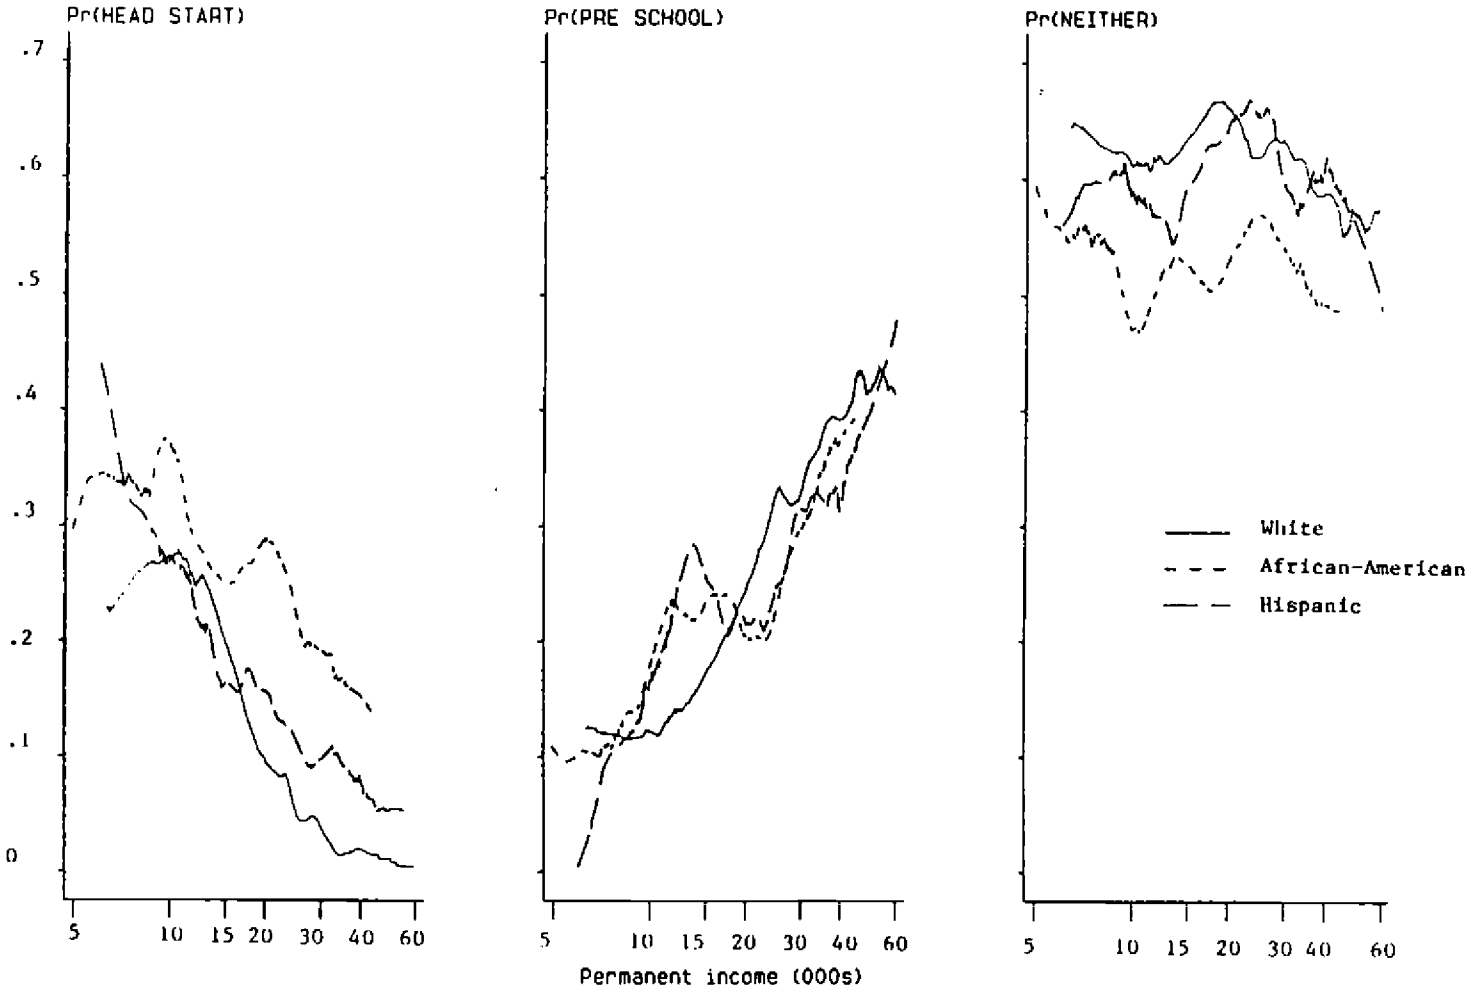 Pr(HEAD START)
Pr(PRE SCHOOL)
Pr(NEITHER)
.7
.6
.5
.4
.3
.2
.1
0
White
African-American
Hispanic
5 10 15 20 30 40 60
5 10 15 20 30 40 60
5 10 15 20 30 40 60
Permanent income (000s)